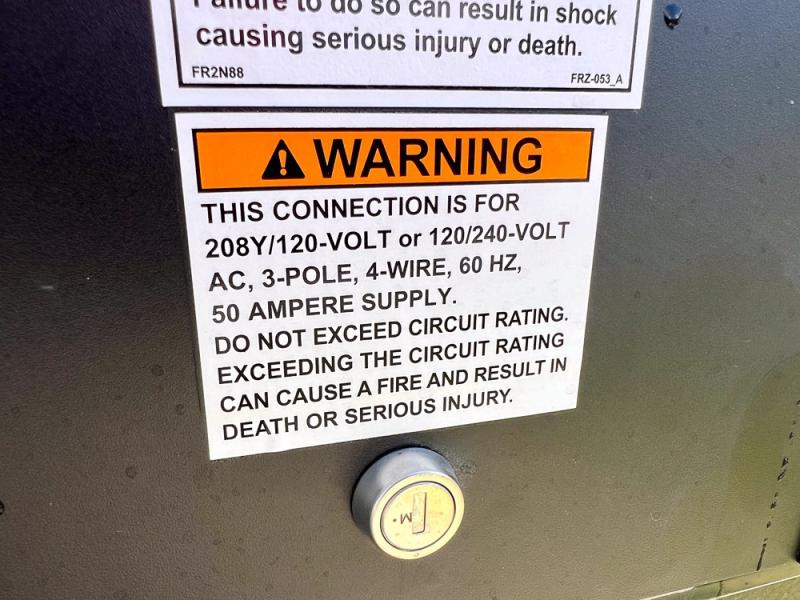 Failure to do so can result in shock
causing serious injury or death.
FR2N88 FRZ-053_A
WARNING
THIS CONNECTION IS FOR
208Y/120-VOLT or 120/240-VOLT
AC, 3-POLE, 4-WIRE, 60 HZ,
50 AMPERE SUPPLY.
DO NOT EXCEED CIRCUIT RATING.
EXCEEDING THE CIRCUIT RATING
CAN CAUSE A FIRE AND RESULT IN
DEATH OR SERIOUS INJURY.
M